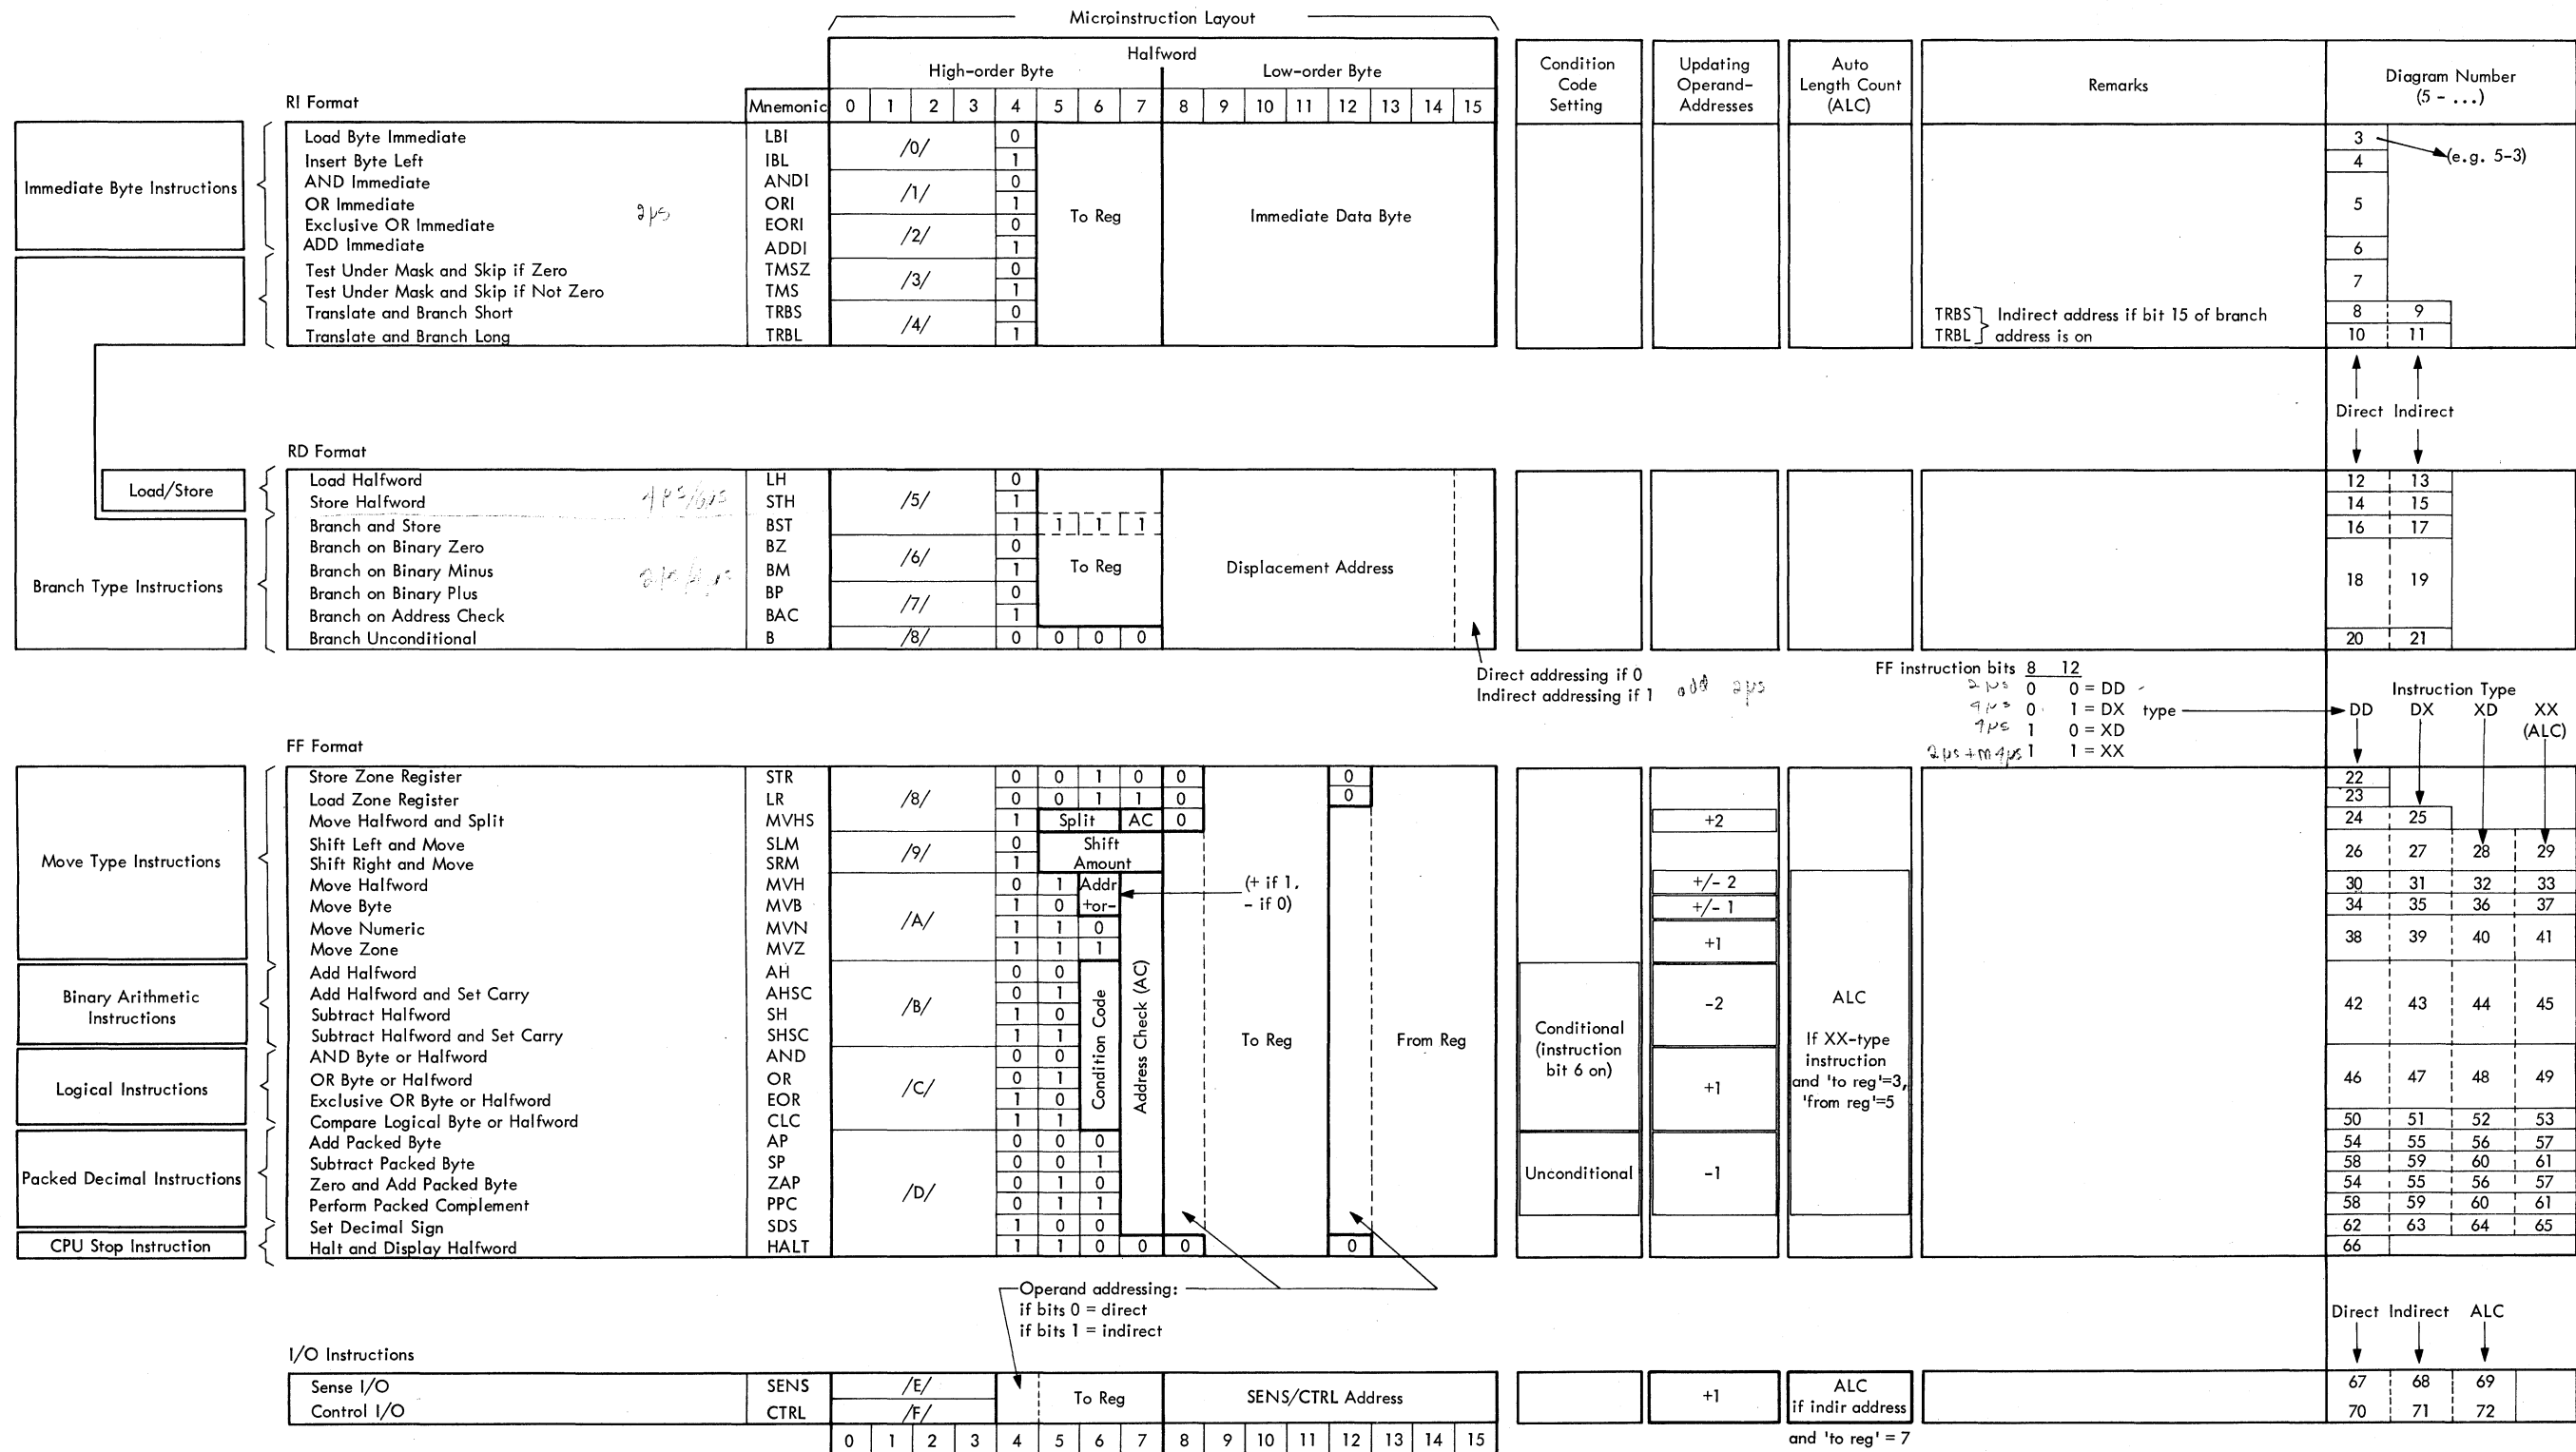 Microinstruction Layout
Halfword
High-order Byte Low-order Byte
Condition Code Setting
Updating Operand-Addresses
Auto Length Count (ALC)
Remarks
Diagram Number (5 - ...)
RI Format
Mnemonic 0 1 2 3 4 5 6 7 8 9 10 11 12 13 14 15
Immediate Byte Instructions
Load Byte Immediate LBI /0/ 0 3 (e.g. 5-3)
Insert Byte Left IBL 1 4
AND Immediate ANDI /1/ 0
OR Immediate 2µs ORI 1 To Reg Immediate Data Byte 5
Exclusive OR Immediate EORI /2/ 0
ADD Immediate ADDI 1 6
Test Under Mask and Skip if Zero TMSZ /3/ 0
Test Under Mask and Skip if Not Zero TMS 1 7
Translate and Branch Short TRBS /4/ 0 TRBS Indirect address if bit 15 of branch 8 9
Translate and Branch Long TRBL 1 TRBL address is on 10 11
Direct Indirect
RD Format
Load/Store
Load Halfword LH /5/ 0 12 13
Store Halfword STH 1 14 15
Branch and Store BST 1 1 1 1 16 17
Branch on Binary Zero BZ /6/ 0
Branch Type Instructions
Branch on Binary Minus BM 1 To Reg Displacement Address 18 19
Branch on Binary Plus BP /7/ 0
Branch on Address Check BAC 1
Branch Unconditional B /8/ 0 0 0 0 20 21
Direct addressing if 0
Indirect addressing if 1 add 2µs
FF instruction bits 8 12
2µs 0 0 = DD
4µs 0 1 = DX type
4µs 1 0 = XD
2µs + m4µs 1 1 = XX
Instruction Type
DD DX XD XX
(ALC)
FF Format
Move Type Instructions
Store Zone Register STR /8/ 0 0 1 0 0 0 22
Load Zone Register LR 0 0 1 1 0 0 23
Move Halfword and Split MVHS 1 Split AC 0 +2 24 25
Shift Left and Move SLM /9/ 0 Shift
Shift Right and Move SRM 1 Amount 26 27 28 29
Move Halfword MVH /A/ 0 1 Addr (+ if 1, +/- 2 30 31 32 33
Move Byte MVB 1 0 +or- - if 0) +/- 1 34 35 36 37
Move Numeric MVN 1 1 0
Move Zone MVZ 1 1 1 +1 38 39 40 41
Binary Arithmetic Instructions
Add Halfword AH /B/ 0 0
Add Halfword and Set Carry AHSC 0 1 -2 42 43 44 45
Subtract Halfword SH 1 0
Subtract Halfword and Set Carry SHSC 1 1
Condition Code
Address Check (AC)
To Reg
From Reg
Conditional (instruction bit 6 on)
ALC
If XX-type instruction and 'to reg'=3, 'from reg'=5
Logical Instructions
AND Byte or Halfword AND /C/ 0 0
OR Byte or Halfword OR 0 1 +1 46 47 48 49
Exclusive OR Byte or Halfword EOR 1 0
Compare Logical Byte or Halfword CLC 1 1 50 51 52 53
Packed Decimal Instructions
Add Packed Byte AP /D/ 0 0 0 54 55 56 57
Subtract Packed Byte SP 0 0 1 Unconditional -1 58 59 60 61
Zero and Add Packed Byte ZAP 0 1 0 54 55 56 57
Perform Packed Complement PPC 0 1 1 58 59 60 61
Set Decimal Sign SDS 1 0 0 62 63 64 65
CPU Stop Instruction
Halt and Display Halfword HALT 1 1 0 0 0 0 66
Operand addressing:
if bits 0 = direct
if bits 1 = indirect
Direct Indirect ALC
I/O Instructions
Sense I/O SENS /E/ To Reg SENS/CTRL Address +1 ALC 67 68 69
Control I/O CTRL /F/ if indir address 70 71 72
and 'to reg' = 7
0 1 2 3 4 5 6 7 8 9 10 11 12 13 14 15